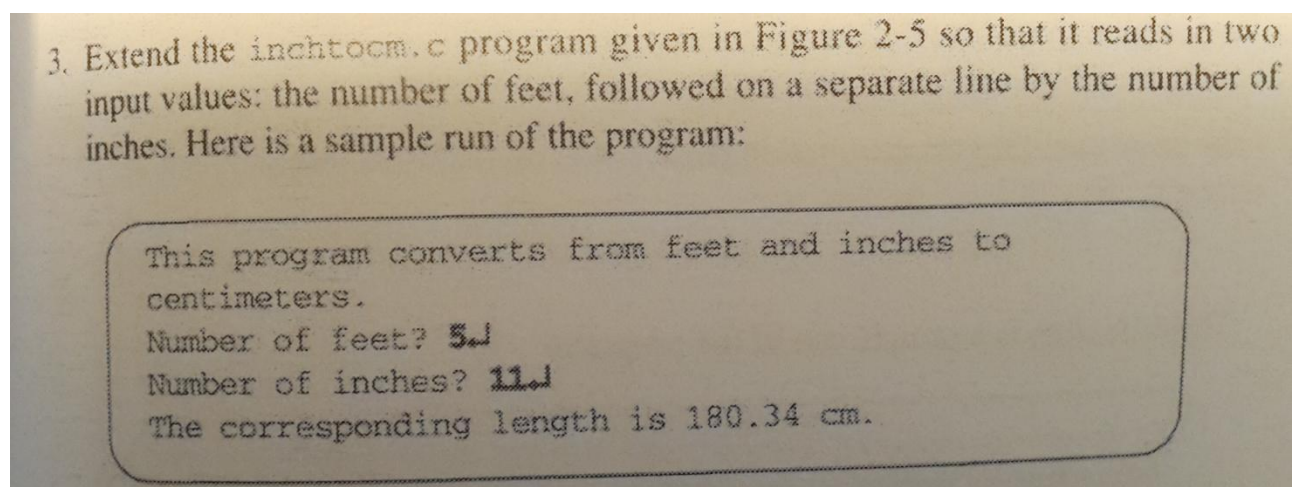 3. Extend the inchtocm.c program given in Figure 2-5 so that it reads in two
input values: the number of feet, followed on a separate line by the number of
inches. Here is a sample run of the program:
This program converts from feet and inches to
centimeters.
Number of feet? 5↵
Number of inches? 11↵
The corresponding length is 180.34 cm.